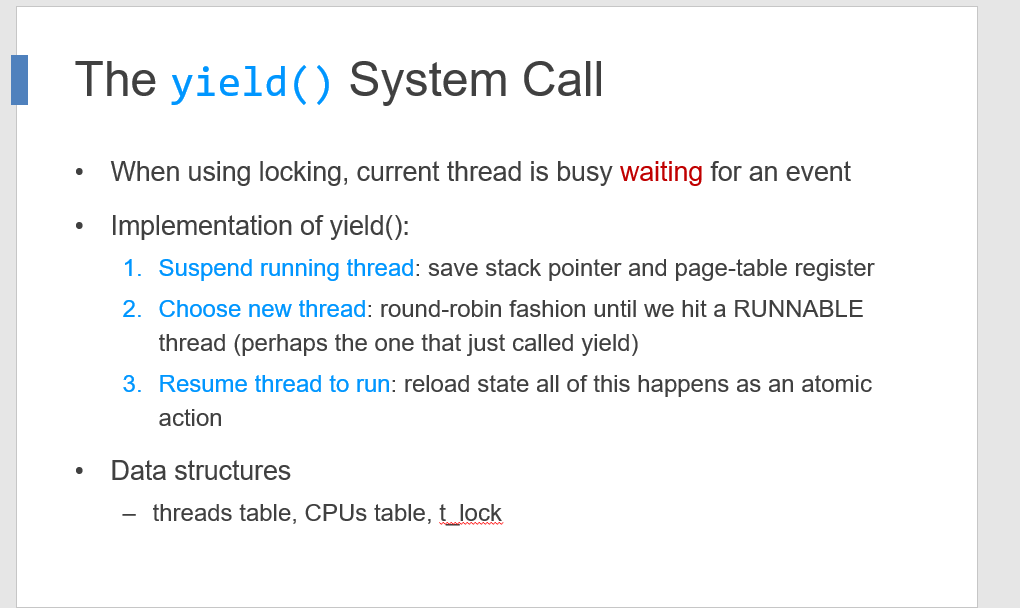 The yield() System Call
• When using locking, current thread is busy waiting for an event
• Implementation of yield():
1. Suspend running thread: save stack pointer and page-table register
2. Choose new thread: round-robin fashion until we hit a RUNNABLE
thread (perhaps the one that just called yield)
3. Resume thread to run: reload state all of this happens as an atomic
action
• Data structures
– threads table, CPUs table, t_lock